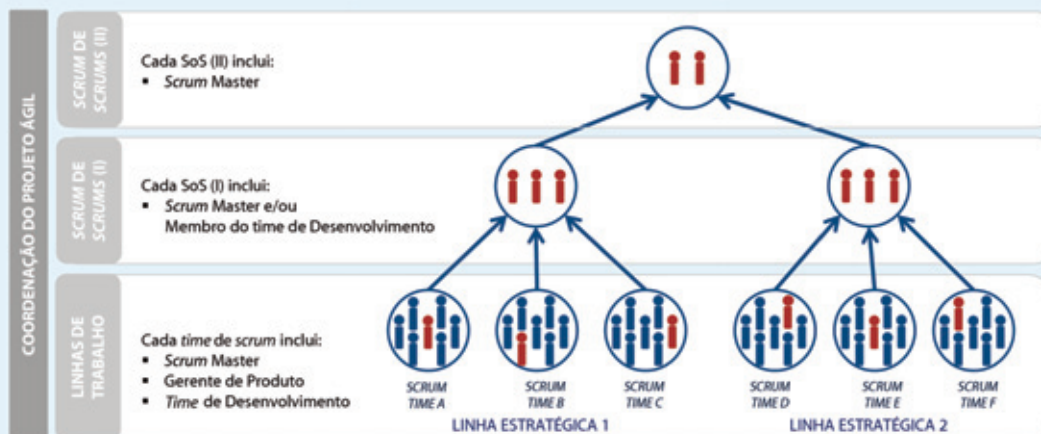 COORDENAÇÃO DO PROJETO ÁGIL
SCRUM DE
SCRUMS (II)
Cada SoS (II) inclui:
▪ Scrum Master
SCRUM DE
SCRUMS (I)
Cada SoS (I) inclui:
▪ Scrum Master e/ou
Membro do time de Desenvolvimento
LINHAS DE
TRABALHO
Cada time de scrum inclui:
▪ Scrum Master
▪ Gerente de Produto
▪ Time de Desenvolvimento
SCRUM
TIME A
SCRUM
TIME B
SCRUM
TIME C
SCRUM
TIME D
SCRUM
TIME E
SCRUM
TIME F
LINHA ESTRATÉGICA 1
LINHA ESTRATÉGICA 2